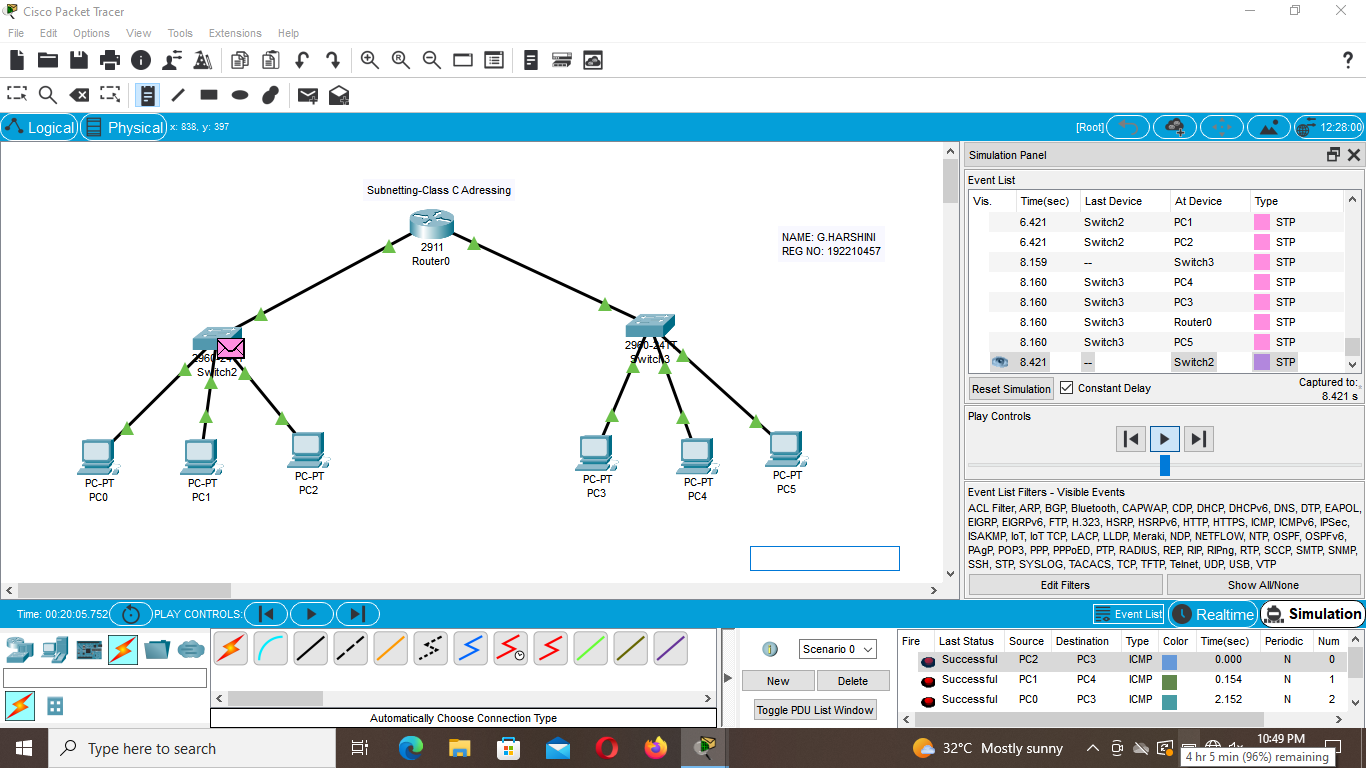 Cisco Packet Tracer
File Edit Options View Tools Extensions Help
?
Logical Physical x: 838, y: 397 [Root] 12:28:00
Subnetting-Class C Adressing
2911
Router0
NAME: G.HARSHINI
REG NO: 192210457
Switch2
Switch3
PC-PT
PC0
PC-PT
PC1
PC-PT
PC2
PC-PT
PC3
PC-PT
PC4
PC-PT
PC5
Simulation Panel
Event List
Vis. Time(sec) Last Device At Device Type
6.421 Switch2 PC1 STP
6.421 Switch2 PC2 STP
8.159 -- Switch3 STP
8.160 Switch3 PC4 STP
8.160 Switch3 PC3 STP
8.160 Switch3 Router0 STP
8.160 Switch3 PC5 STP
8.421 -- Switch2 STP
Reset Simulation Constant Delay Captured to:
8.421 s
Play Controls
Event List Filters - Visible Events
ACL Filter, ARP, BGP, Bluetooth, CAPWAP, CDP, DHCP, DHCPv6, DNS, DTP, EAPOL,
EIGRP, EIGRPv6, FTP, H.323, HSRP, HSRPv6, HTTP, HTTPS, ICMP, ICMPv6, IPSec,
ISAKMP, IoT, IoT TCP, LACP, LLDP, Meraki, NDP, NETFLOW, NTP, OSPF, OSPFv6,
PAgP, POP3, PPP, PPPoED, PTP, RADIUS, REP, RIP, RIPng, RTP, SCCP, SMTP, SNMP,
SSH, STP, SYSLOG, TACACS, TCP, TFTP, Telnet, UDP, USB, VTP
Edit Filters Show All/None
Time: 00:20:05.752 PLAY CONTROLS: Event List Realtime Simulation
Automatically Choose Connection Type
Scenario 0
New Delete
Toggle PDU List Window
Fire Last Status Source Destination Type Color Time(sec) Periodic Num
Successful PC2 PC3 ICMP 0.000 N 0
Successful PC1 PC4 ICMP 0.154 N 1
Successful PC0 PC3 ICMP 2.152 N 2
Type here to search
32°C Mostly sunny
10:49 PM
4 hr 5 min (96%) remaining